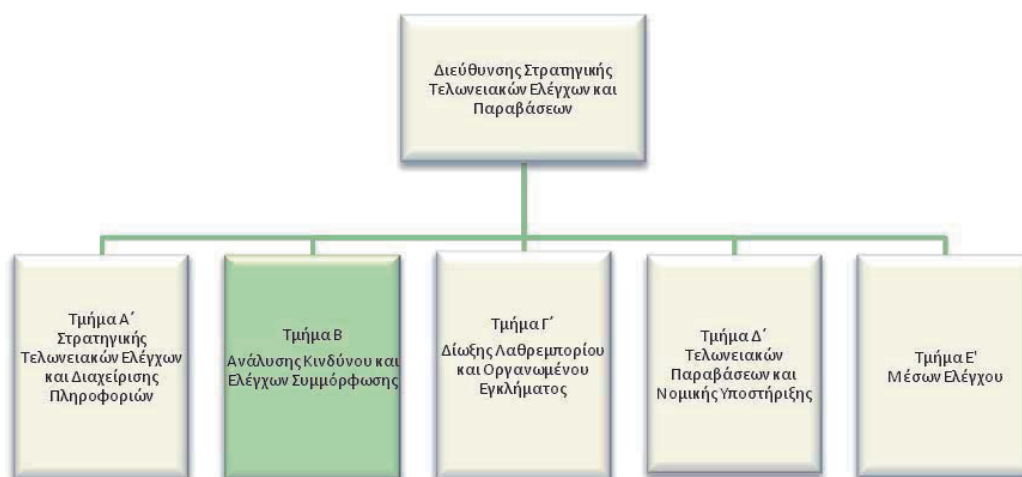 Διεύθυνσης Στρατηγικής
Τελωνειακών Ελέγχων και
Παραβάσεων
Τμήμα Α΄
Στρατηγικής
Τελωνειακών Ελέγχων
και Διαχείρισης
Πληροφοριών
Τμήμα Β
Ανάλυσης Κινδύνου και
Ελέγχων Συμμόρφωσης
Τμήμα Γ΄
Δίωξης Λαθρεμπορίου
και Οργανωμένου
Εγκλήματος
Τμήμα Δ΄
Τελωνειακών
Παραβάσεων και
Νομικής Υποστήριξης
Τμήμα Ε'
Μέσων Ελέγχου